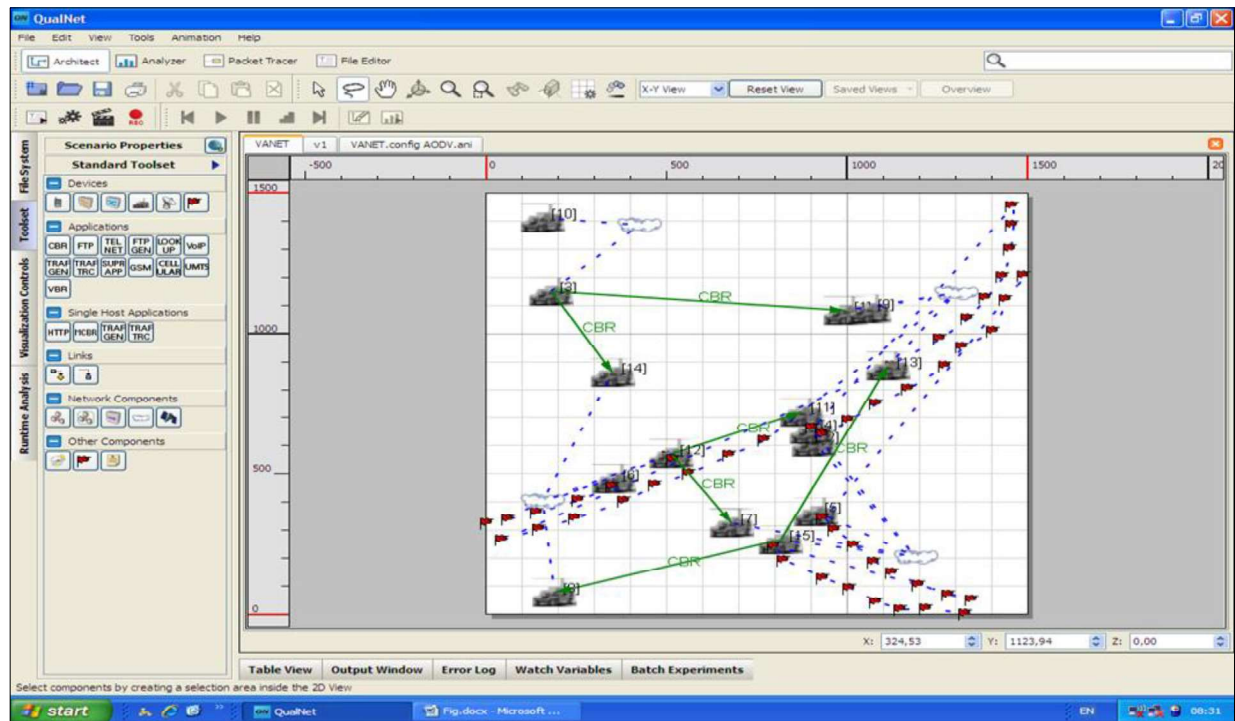 QualNet
File Edit View Tools Animation Help
Architect Analyzer Packet Tracer File Editor
X-Y View Reset View Saved Views Overview
REC
VANET v1 VANET.config AODV.ani
File System
Toolset
Visualization Controls
Runtime Analysis
Scenario Properties
Standard Toolset
Devices
Applications
CBR FTP TEL NET FTP GEN LOOK UP VoIP
TRAF GEN TRAF TRC SUPR APP GSM CELL ULAR UMTS
VBR
Single Host Applications
HTTP MCBR TRAF GEN TRAF TRC
Links
Network Components
Other Components
-500 0 500 1000 1500
1500
1000
500
0
[10]
[3]
CBR
CBR
[14]
[13]
[11]
CBR
[12]
CBR
CBR
[6]
[7]
[5]
[15]
CBR
X: 324,53 Y: 1123,94 Z: 0,00
Table View Output Window Error Log Watch Variables Batch Experiments
Select components by creating a selection area inside the 2D View
start QualNet Fig.docx - Microsoft ... EN 08:31